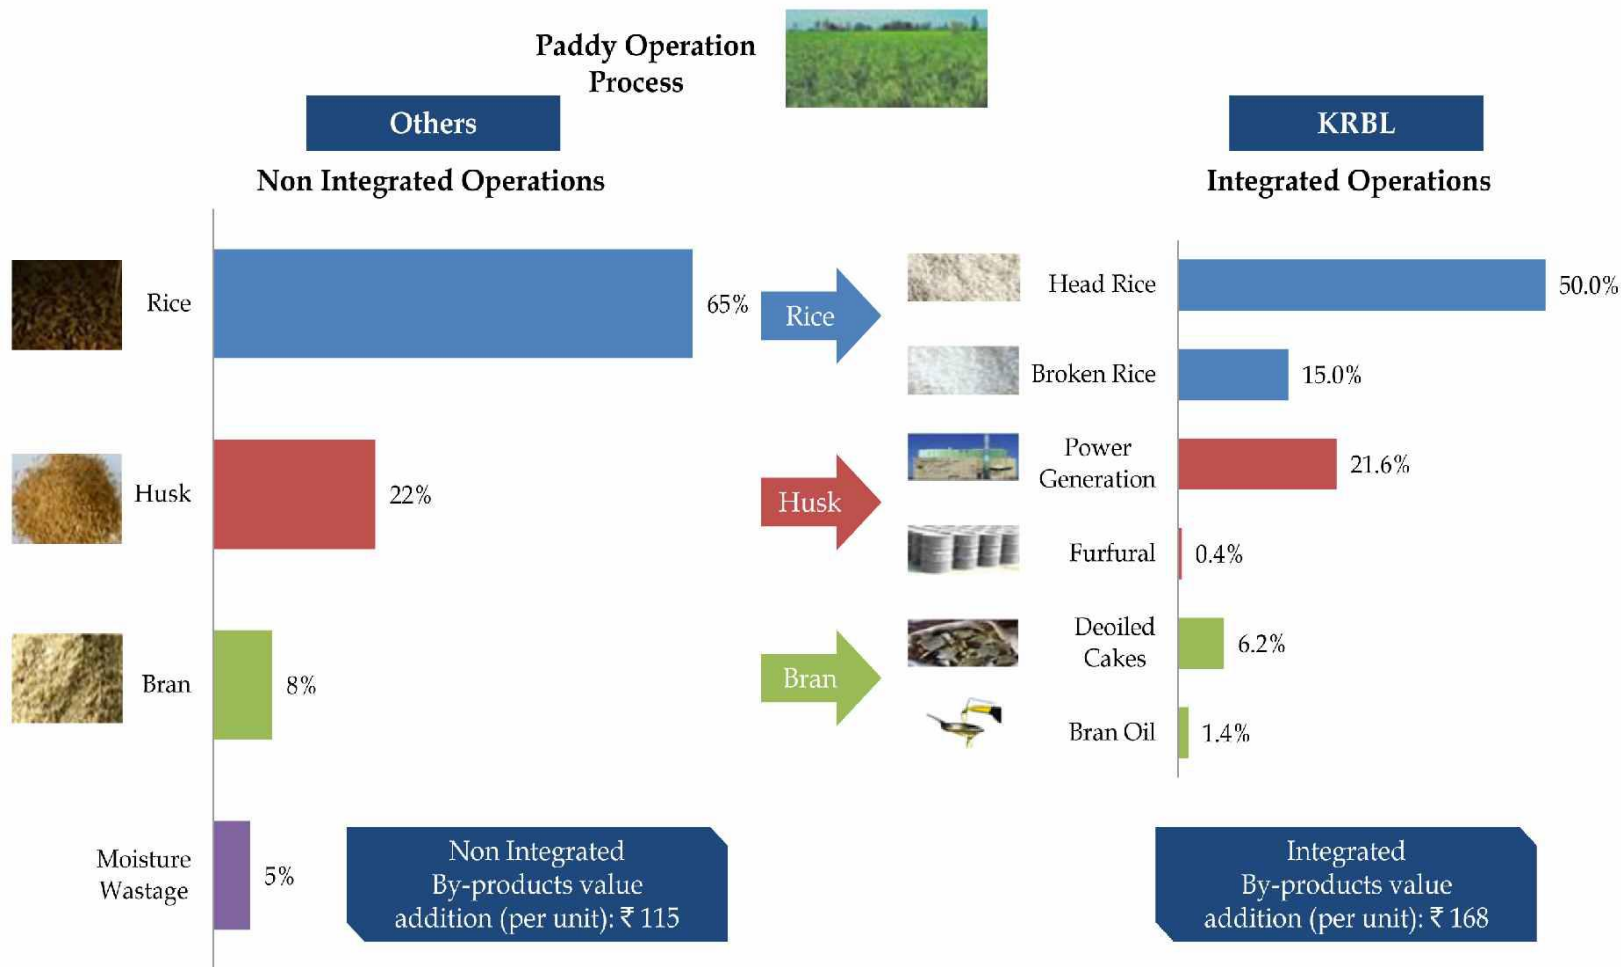 Paddy Operation
Process
Others
Non Integrated Operations
Rice
65%
Husk
22%
Bran
8%
Moisture
Wastage
5%
Non Integrated
By-products value
addition (per unit): ₹ 115
Rice
Husk
Bran
KRBL
Integrated Operations
Head Rice
50.0%
Broken Rice
15.0%
Power
Generation
21.6%
Furfural
0.4%
Deoiled
Cakes
6.2%
Bran Oil
1.4%
Integrated
By-products value
addition (per unit): ₹ 168